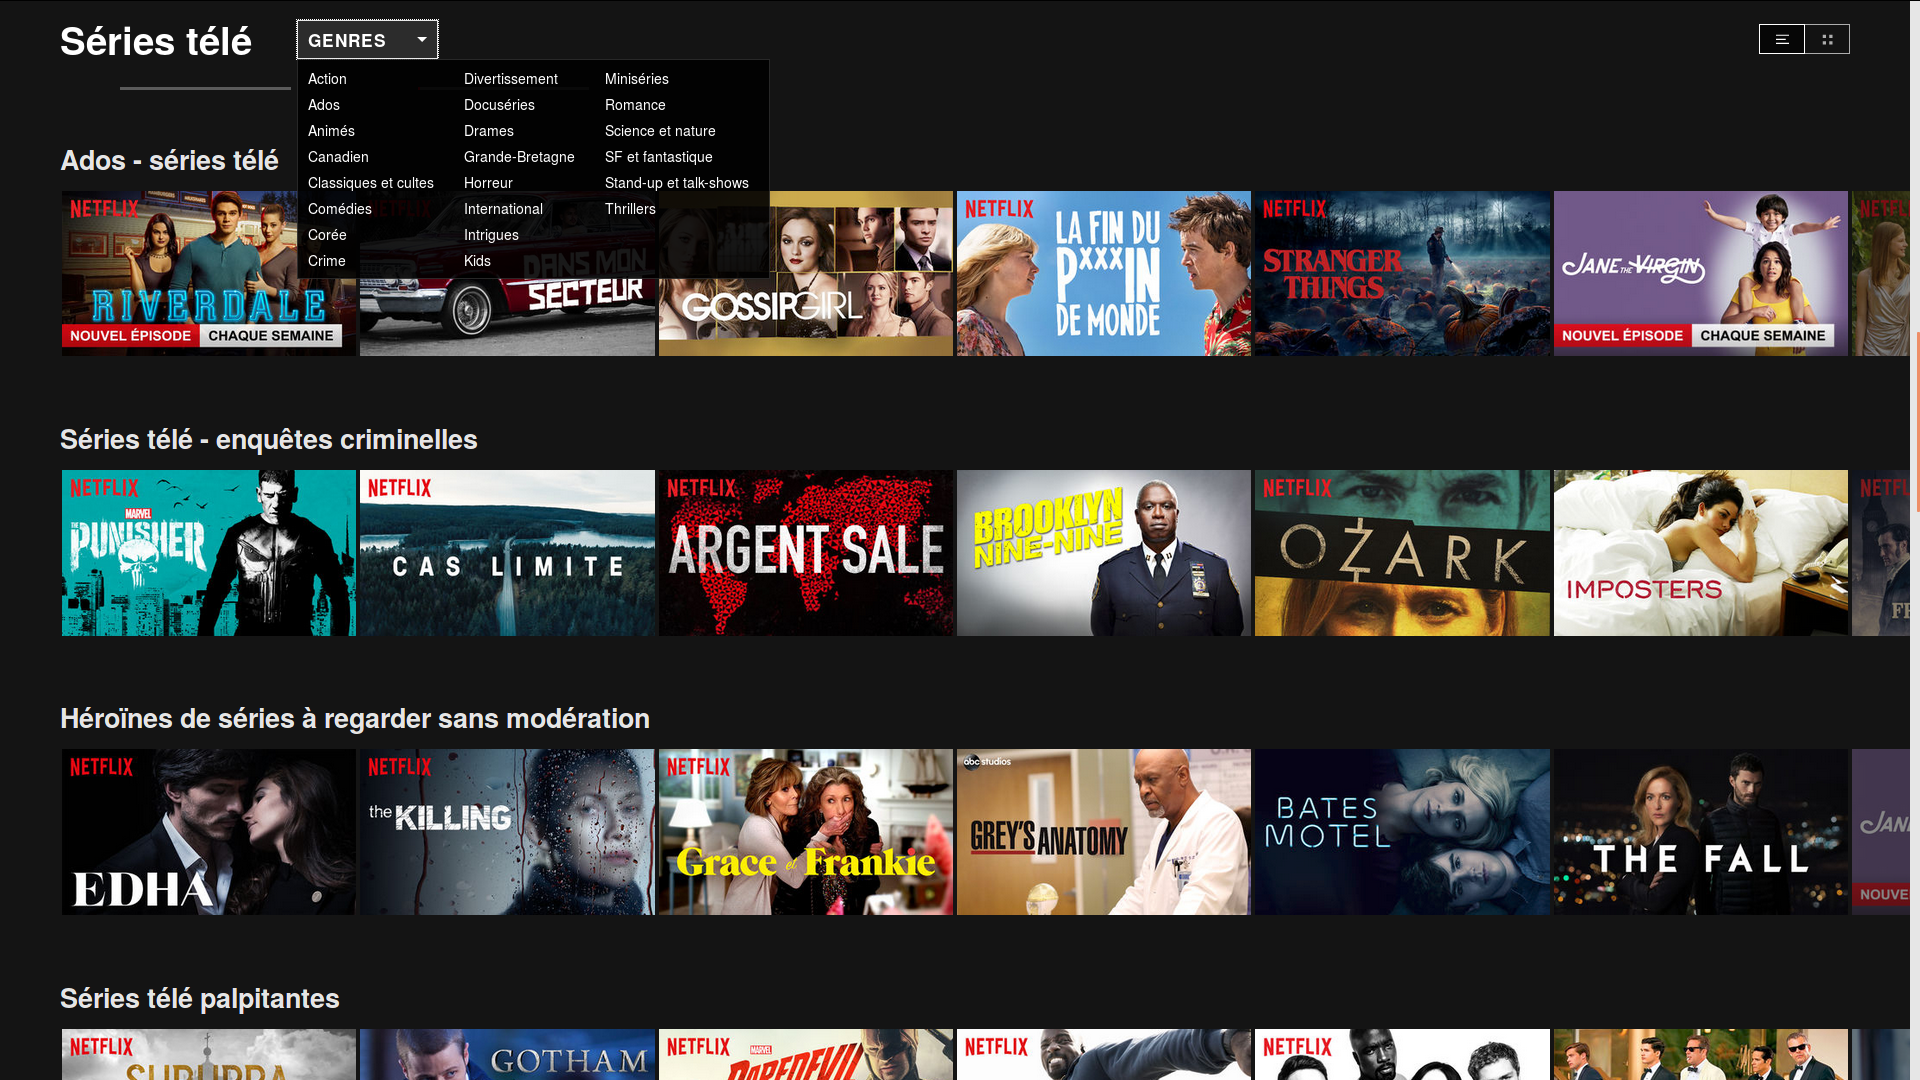 Séries télé
GENRES
Action
Ados
Animés
Canadien
Classiques et cultes
Comédies
Corée
Crime
Divertissement
Docuséries
Drames
Grande-Bretagne
Horreur
International
Intrigues
Kids
Miniséries
Romance
Science et nature
SF et fantastique
Stand-up et talk-shows
Thrillers
Ados - séries télé
NETFLIX
RIVERDALE
NOUVEL ÉPISODE CHAQUE SEMAINE
DANS MON
SECTEUR
GOSSIPGIRL
NETFLIX
LA FIN DU
P***IN
DE MONDE
NETFLIX
STRANGER
THINGS
JANE THE VIRGIN
NOUVEL ÉPISODE CHAQUE SEMAINE
NETFL
Séries télé - enquêtes criminelles
NETFLIX
MARVEL
THE PUNISHER
NETFLIX
CAS LIMITE
NETFLIX
ARGENT SALE
BROOKLYN
NINE-NINE
NETFLIX
OZARK
IMPOSTERS
NETFL
FR
Héroïnes de séries à regarder sans modération
NETFLIX
EDHA
NETFLIX
the KILLING
NETFLIX
Grace et Frankie
abc studios
GREY'S ANATOMY
BATES
MOTEL
THE FALL
JAN
NOUVE
Séries télé palpitantes
NETFLIX
SUBURRA
GOTHAM
NETFLIX
MARVEL
DAREDEVIL
NETFLIX
NETFLIX